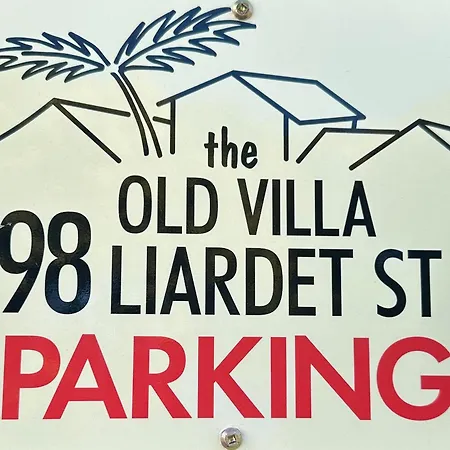 the
OLD VILLA
98 LIARDET ST
PARKING